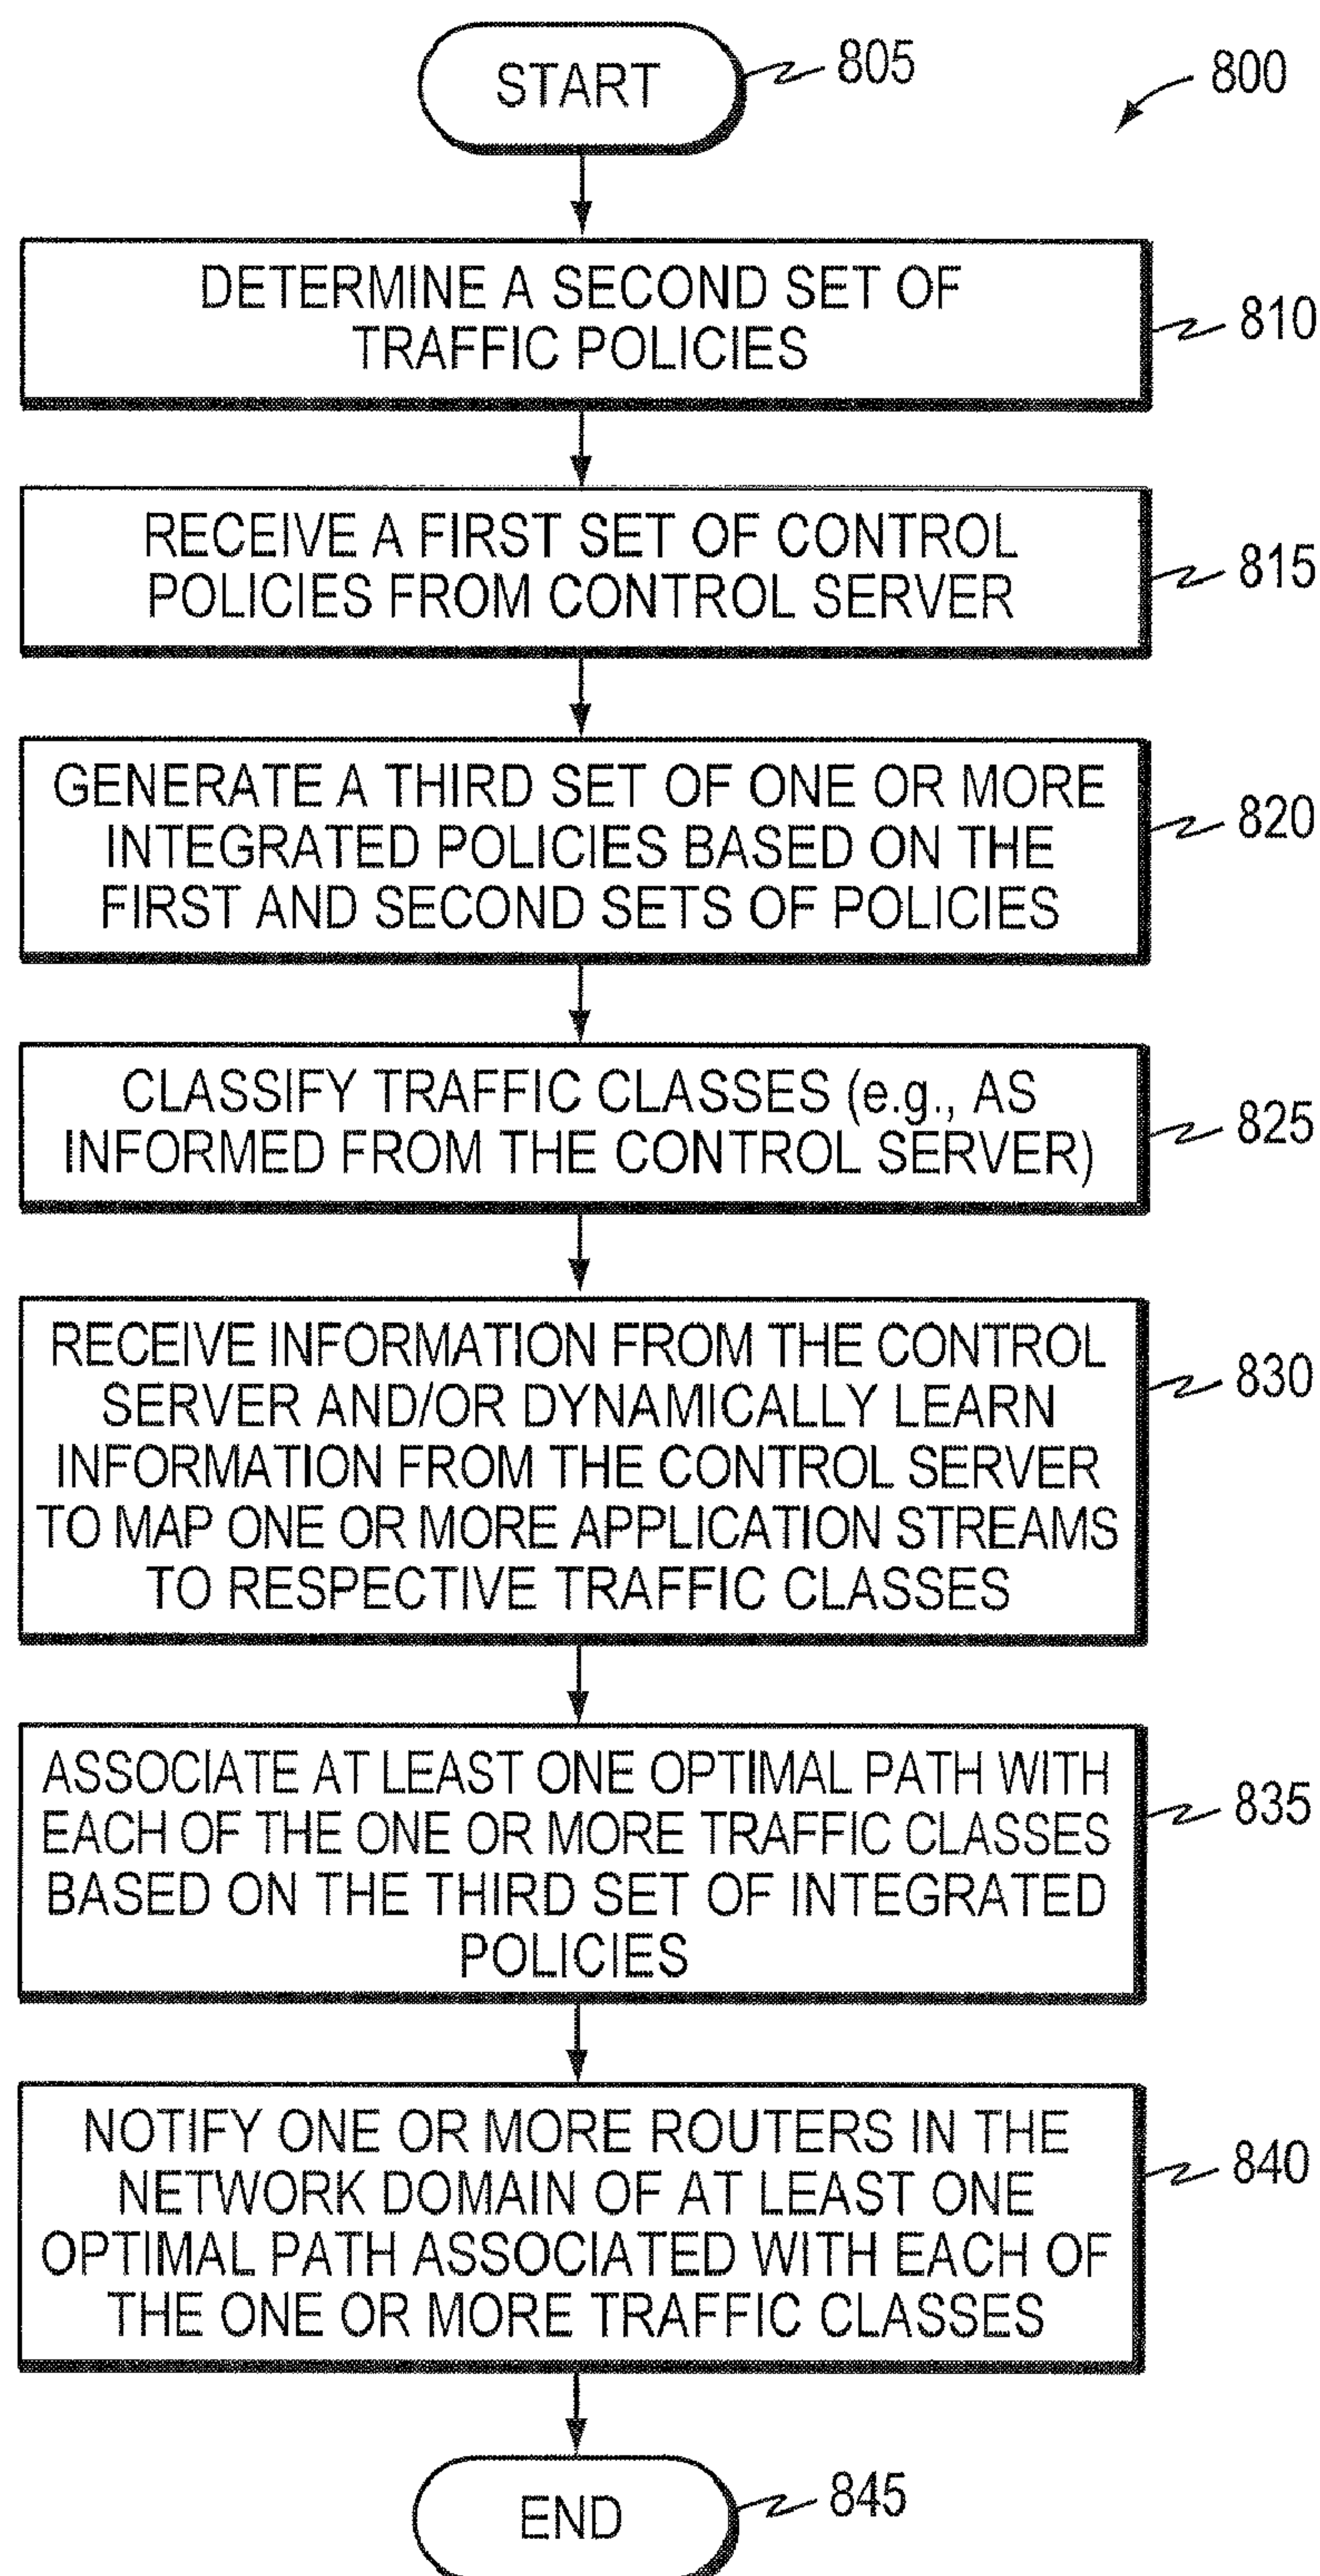 START
805
800
DETERMINE A SECOND SET OF
TRAFFIC POLICIES
810
RECEIVE A FIRST SET OF CONTROL
POLICIES FROM CONTROL SERVER
815
GENERATE A THIRD SET OF ONE OR MORE
INTEGRATED POLICIES BASED ON THE
FIRST AND SECOND SETS OF POLICIES
820
CLASSIFY TRAFFIC CLASSES (e.g., AS
INFORMED FROM THE CONTROL SERVER)
825
RECEIVE INFORMATION FROM THE CONTROL
SERVER AND/OR DYNAMICALLY LEARN
INFORMATION FROM THE CONTROL SERVER
TO MAP ONE OR MORE APPLICATION STREAMS
TO RESPECTIVE TRAFFIC CLASSES
830
ASSOCIATE AT LEAST ONE OPTIMAL PATH WITH
EACH OF THE ONE OR MORE TRAFFIC CLASSES
BASED ON THE THIRD SET OF INTEGRATED
POLICIES
835
NOTIFY ONE OR MORE ROUTERS IN THE
NETWORK DOMAIN OF AT LEAST ONE
OPTIMAL PATH ASSOCIATED WITH EACH OF
THE ONE OR MORE TRAFFIC CLASSES
840
END
845